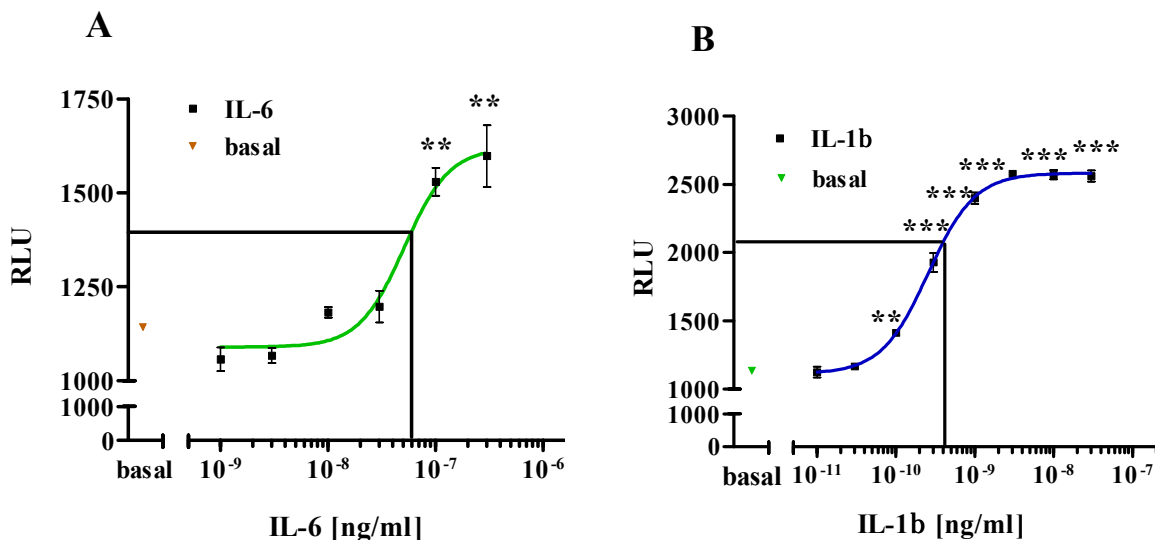 A
1750
1500
1250
1000
1000
0
RLU
IL-6
basal
**
**
basal
10⁻⁹
10⁻⁸
10⁻⁷
10⁻⁶
IL-6 [ng/ml]
B
3000
2500
2000
1500
1000
1000
0
RLU
IL-1b
basal
**
***
***
***
***
***
basal
10⁻¹¹
10⁻¹⁰
10⁻⁹
10⁻⁸
10⁻⁷
IL-1b [ng/ml]